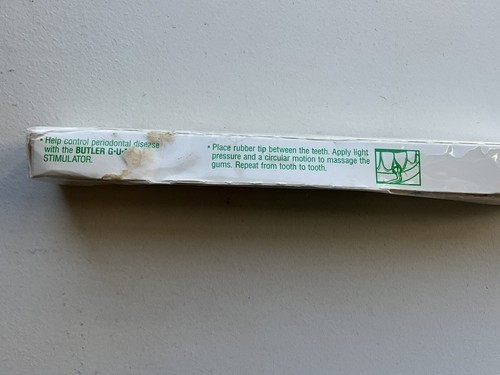 • Help control periodontal disease
with the BUTLER G·U·
STIMULATOR.
• Place rubber tip between the teeth. Apply light
pressure and a circular motion to massage the
gums. Repeat from tooth to tooth.